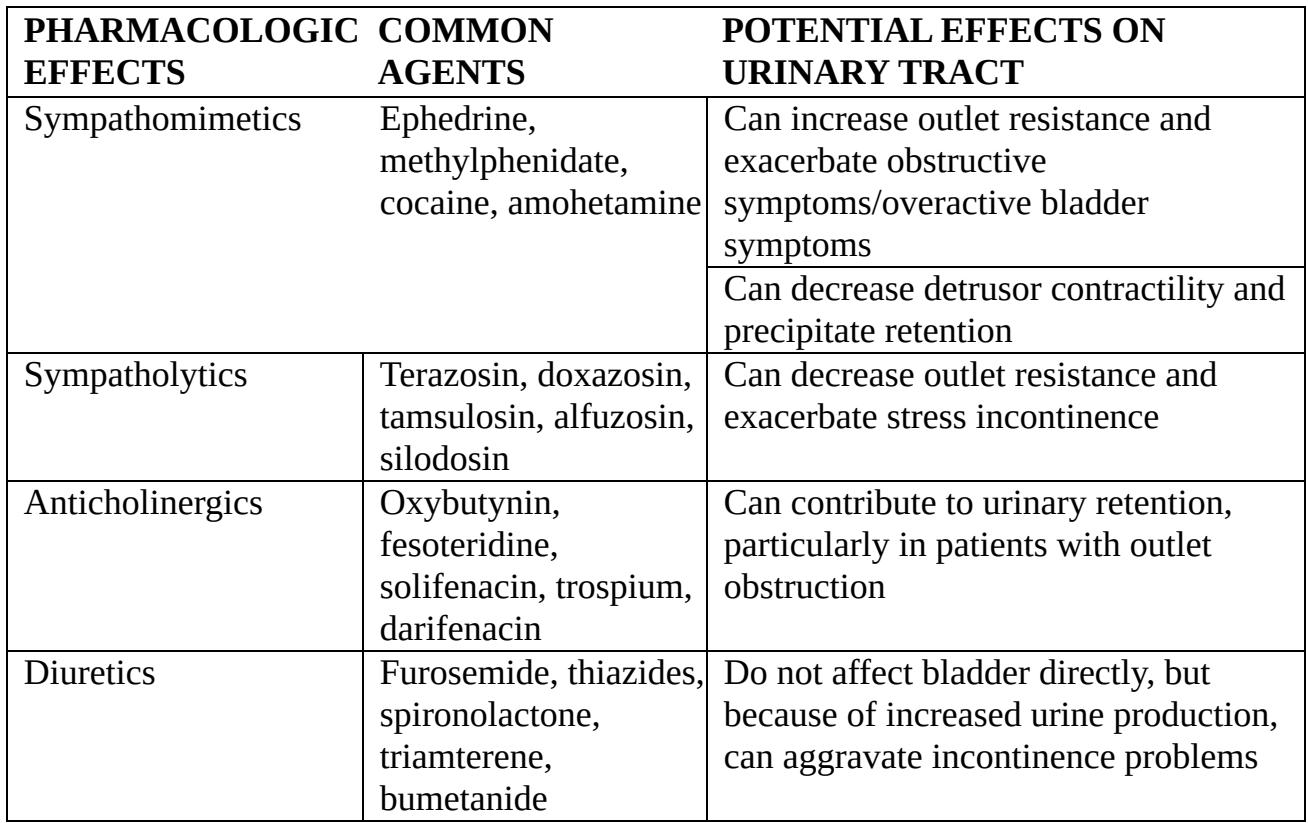 PHARMACOLOGIC EFFECTS
COMMON AGENTS
POTENTIAL EFFECTS ON URINARY TRACT
Sympathomimetics
Ephedrine,
methylphenidate,
cocaine, amohetamine
Can increase outlet resistance and
exacerbate obstructive
symptoms/overactive bladder
symptoms
Can decrease detrusor contractility and
precipitate retention
Sympatholytics
Terazosin, doxazosin,
tamsulosin, alfuzosin,
silodosin
Can decrease outlet resistance and
exacerbate stress incontinence
Anticholinergics
Oxybutynin,
fesoteridine,
solifenacin, trospium,
darifenacin
Can contribute to urinary retention,
particularly in patients with outlet
obstruction
Diuretics
Furosemide, thiazides,
spironolactone,
triamterene,
bumetanide
Do not affect bladder directly, but
because of increased urine production,
can aggravate incontinence problems